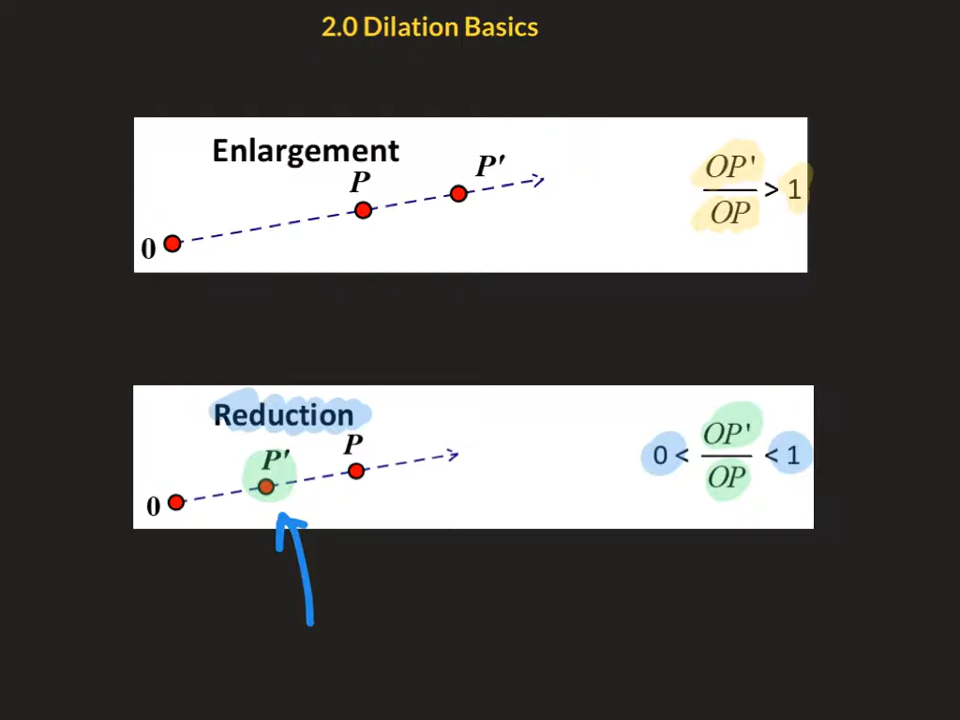 2.0 Dilation Basics
Enlargement
P
P'
0
OP'
OP
> 1
Reduction
P'
P
0
0 <
OP'
OP
< 1